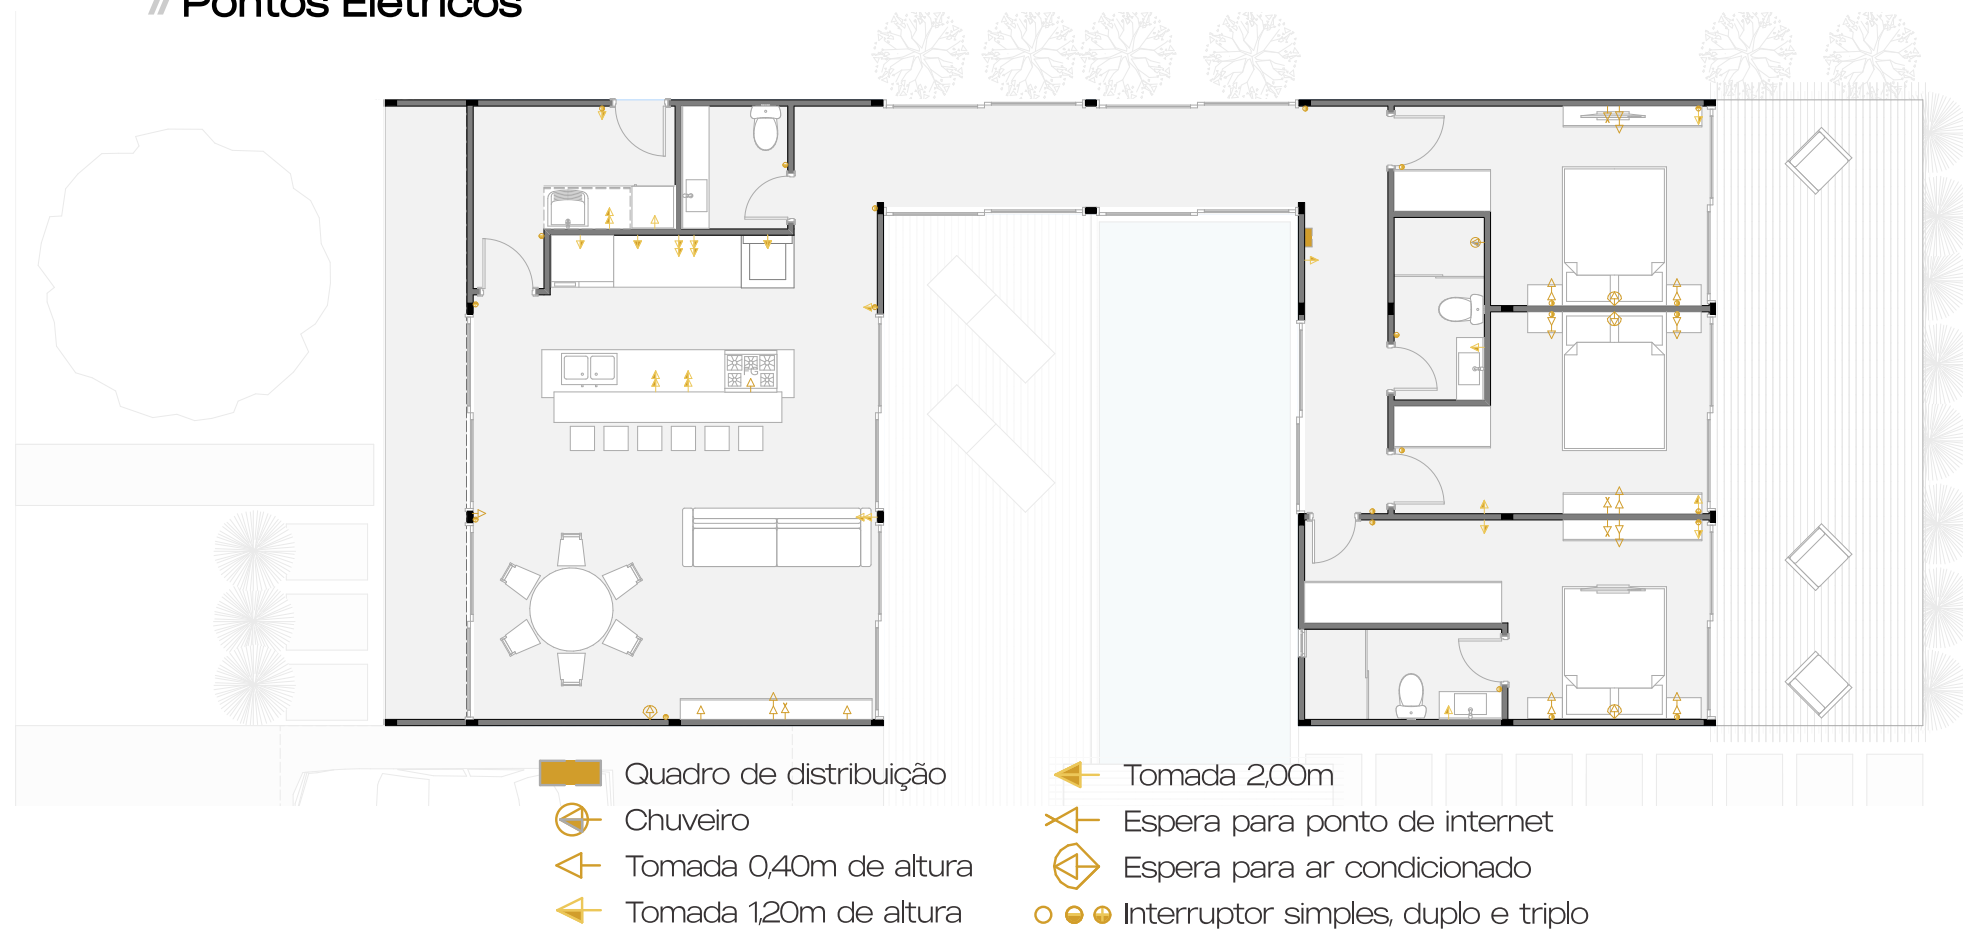 // Pontos Elétricos
Quadro de distribuição
Chuveiro
Tomada 0,40m de altura
Tomada 1,20m de altura
Tomada 2,00m
Espera para ponto de internet
Espera para ar condicionado
Interruptor simples, duplo e triplo